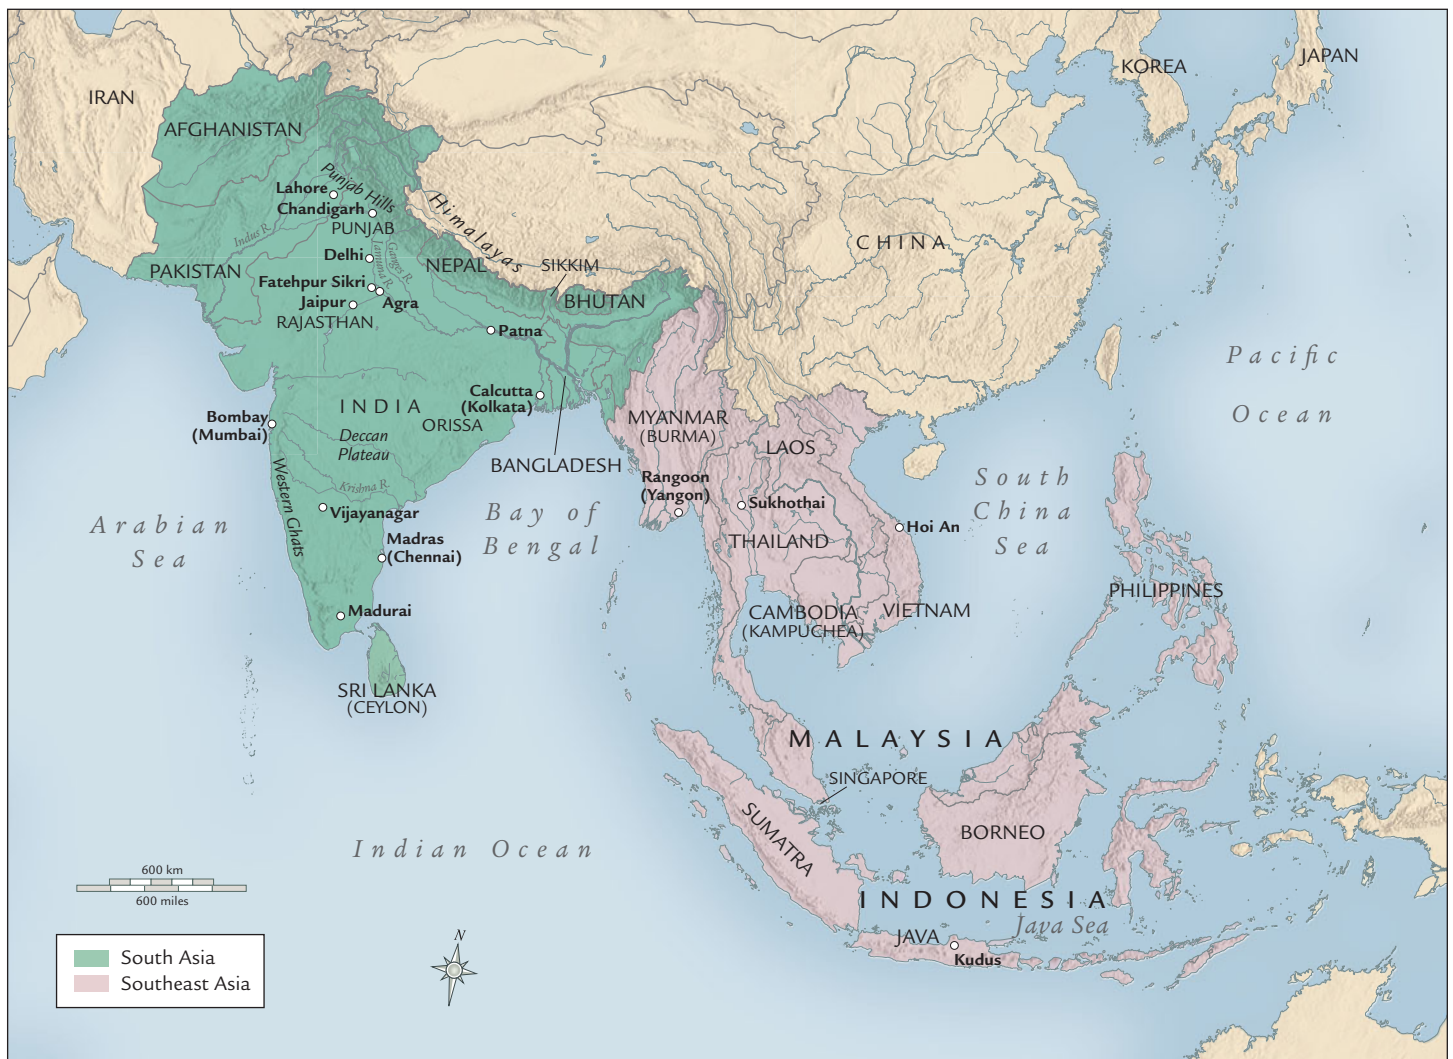 KOREA
JAPAN
IRAN
AFGHANISTAN
Punjab Hills
Lahore
Chandigarh
PUNJAB
Himalayas
CHINA
Indus R.
Delhi
Jamuna R.
Ganges R.
PAKISTAN
NEPAL
SIKKIM
Fatehpur Sikri
Agra
Jaipur
BHUTAN
RAJASTHAN
Patna
Pacific
Ocean
Calcutta
(Kolkata)
INDIA
ORISSA
Bombay
(Mumbai)
Deccan
Plateau
MYANMAR
(BURMA)
LAOS
BANGLADESH
Western Ghats
Krishna R.
Rangoon
(Yangon)
Sukhothai
South
China
Sea
Vijayanagar
Arabian
Sea
Bay of
Bengal
Hoi An
Madras
(Chennai)
THAILAND
PHILIPPINES
Madurai
CAMBODIA
(KAMPUCHEA)
VIETNAM
SRI LANKA
(CEYLON)
MALAYSIA
SINGAPORE
SUMATRA
BORNEO
Indian Ocean
600 km
600 miles
INDONESIA
Java Sea
JAVA
Kudus
N
South Asia
Southeast Asia